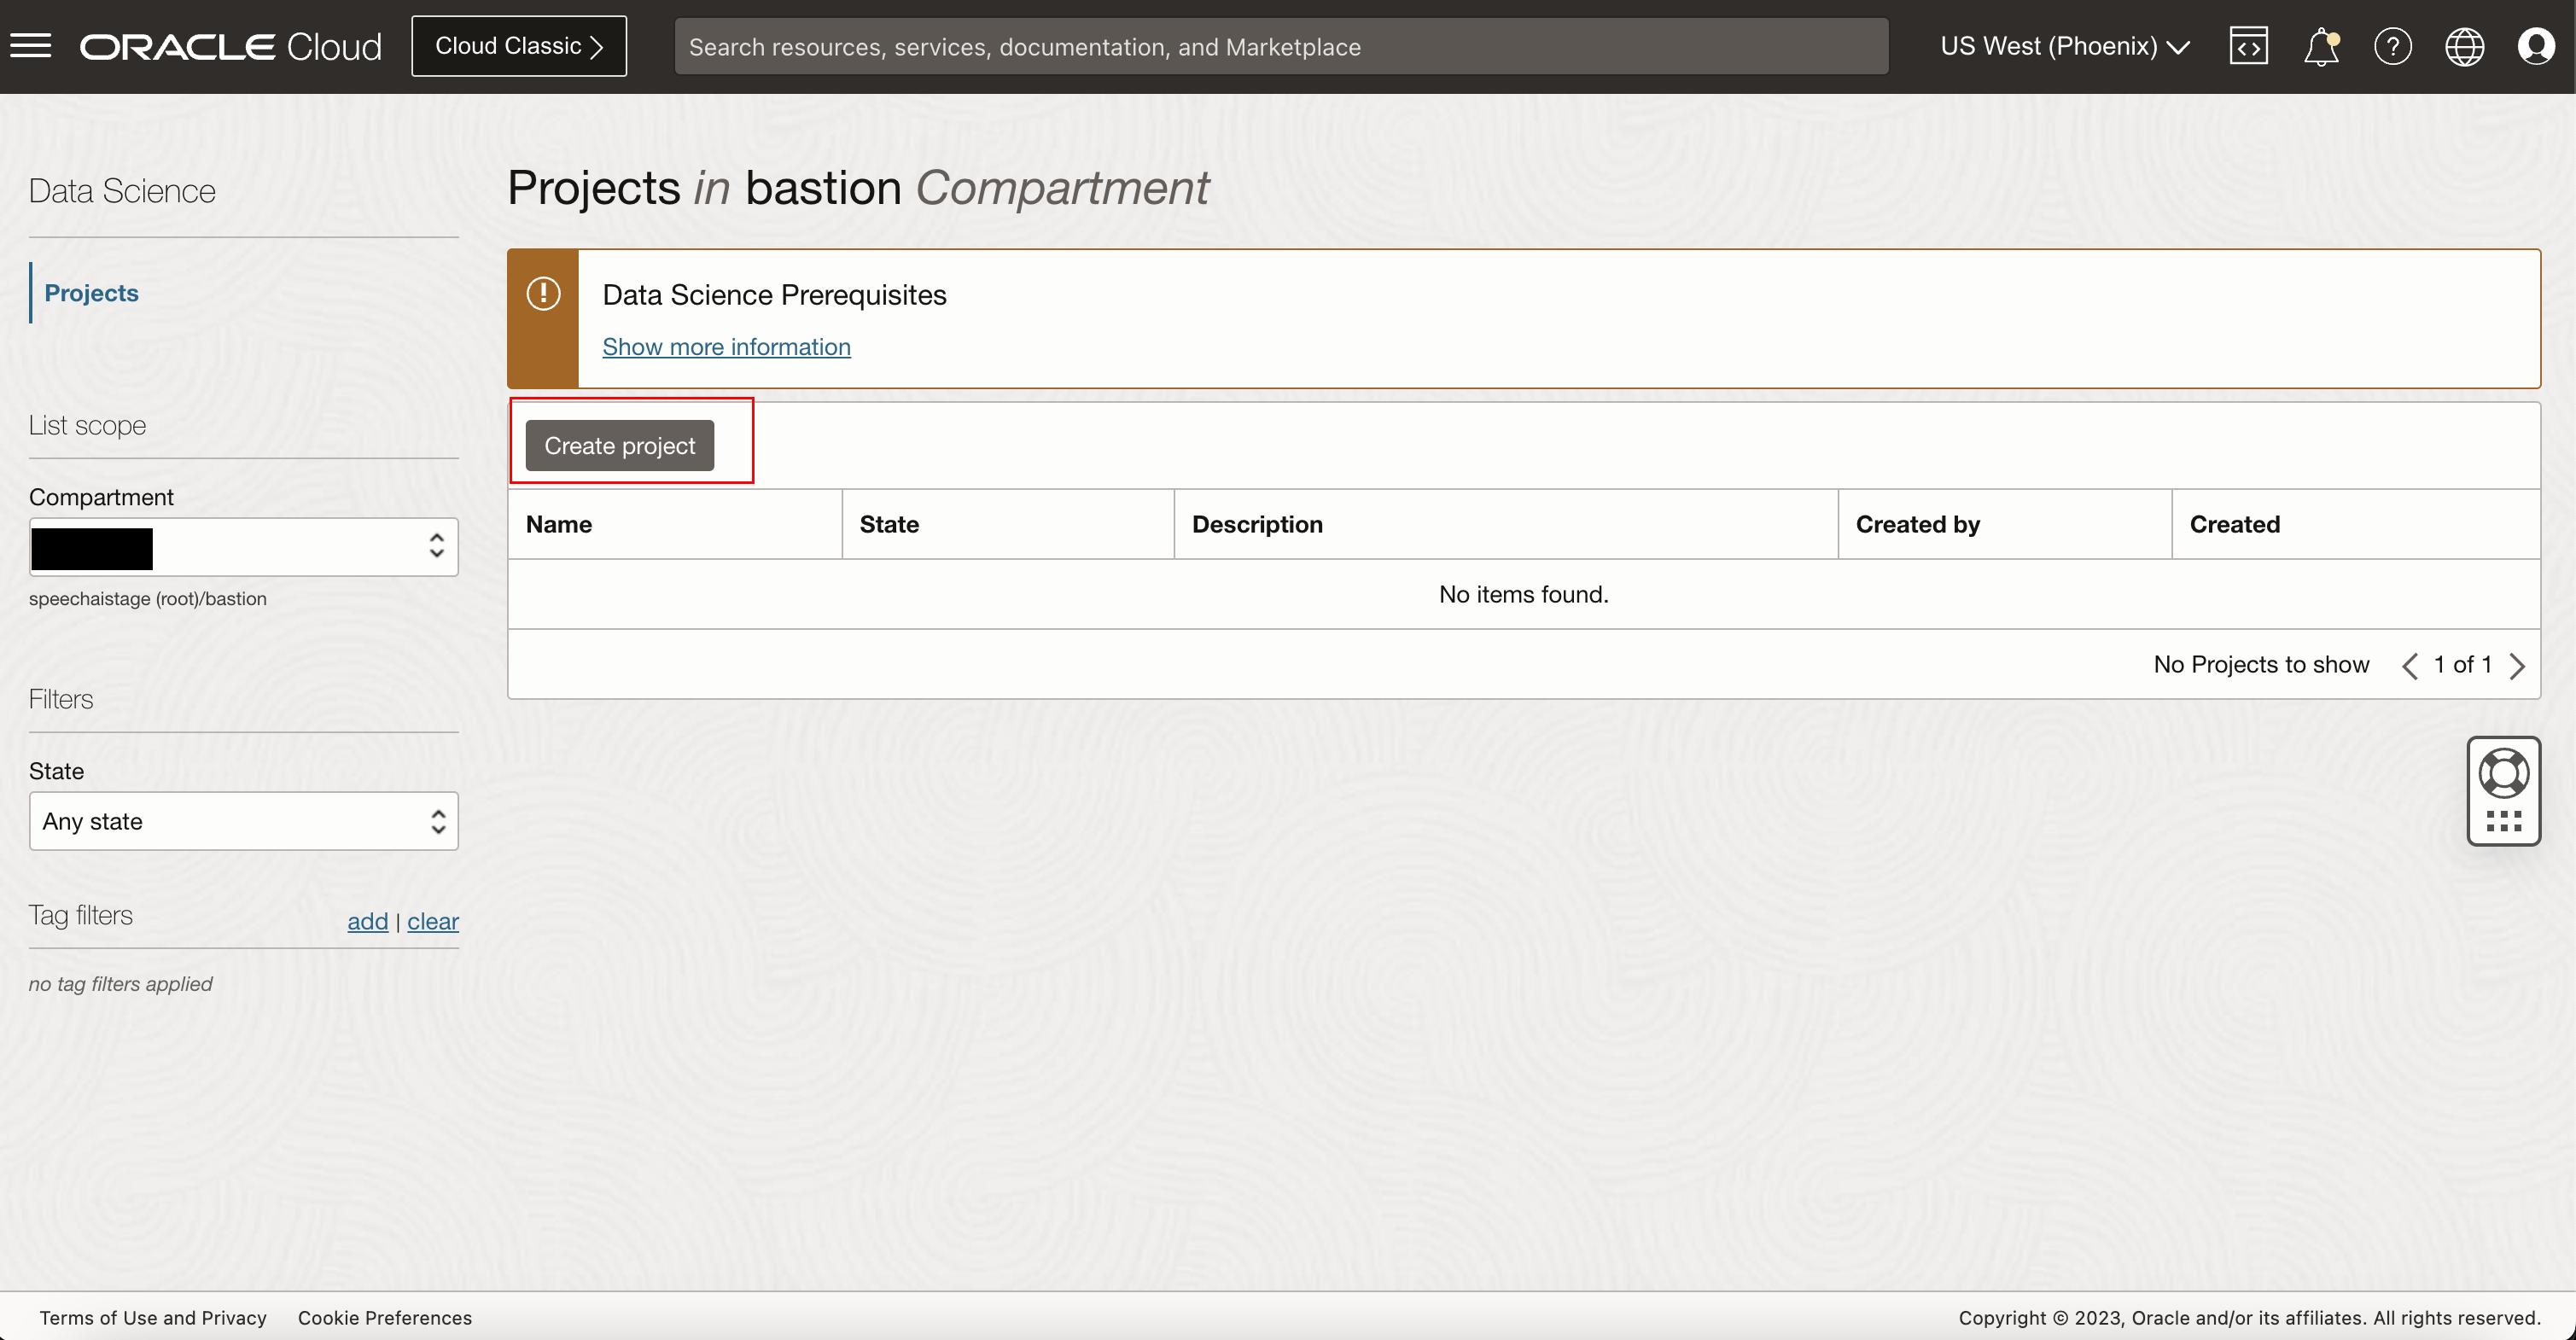 ORACLE Cloud
Cloud Classic
Search resources, services, documentation, and Marketplace
US West (Phoenix)
Data Science
Projects
List scope
Compartment
speechaistage (root)/bastion
Filters
State
Any state
Tag filters
add | clear
no tag filters applied
Projects in bastion Compartment
Data Science Prerequisites
Show more information
Create project
Name State Description Created by Created
No items found.
No Projects to show 1 of 1
Terms of Use and Privacy Cookie Preferences
Copyright © 2023, Oracle and/or its affiliates. All rights reserved.